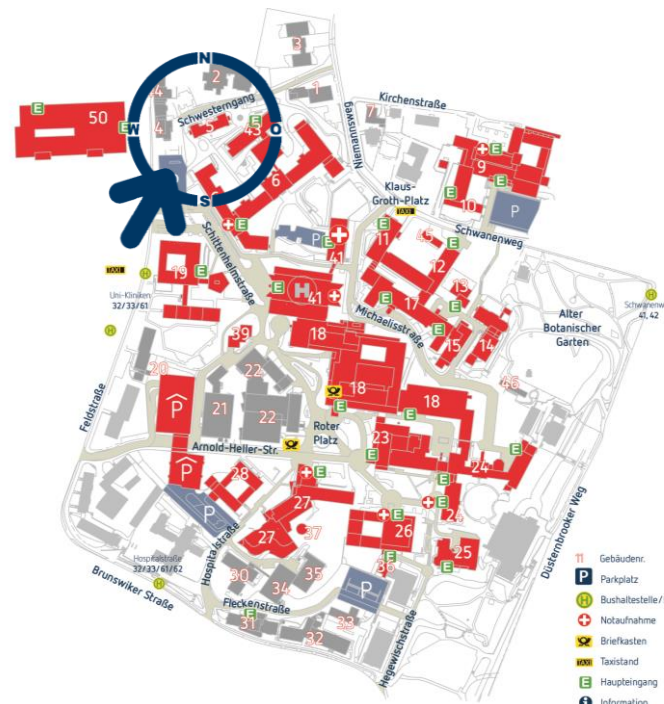 3
N
2
1
4
Schwesterngang
Kirchenstraße
7
50
E
E
W
4
5
43
E
O
Niemannsweg
E
9
6
E
Klaus-
Groth-Platz
TAXI
E
10
P
S
E
P
E
41
E
11
45
E
Schwanenweg
12
19
E
Schittenhelmstraße
TAXI
H
Uni-Kliniken
32/33/61
E
H
41
E
17
13
E
H
Schwanenw
41, 42
Michaelisstraße
E
15
14
Alter
Botanischer
Garten
H
39
18
20
22
18
18
46
Feldstraße
P
21
22
E
E
Roter
Platz
23
E
E
Arnold-Heller-Str.
24
P
28
E
E
27
P
E
24
E
26
Düsternbrooker Weg
Hospitalstraße
32/33/61/62
H
Hospitalstraße
27
37
25
E
E
36
Brunswiker Straße
30
35
34
P
Fleckenstraße
E
31
32
33
Hegewischstraße
11 Gebäudenr.
P Parkplatz
H Bushaltestelle/
Notaufnahme
Briefkasten
TAXI Taxistand
E Haupteingang
i Information